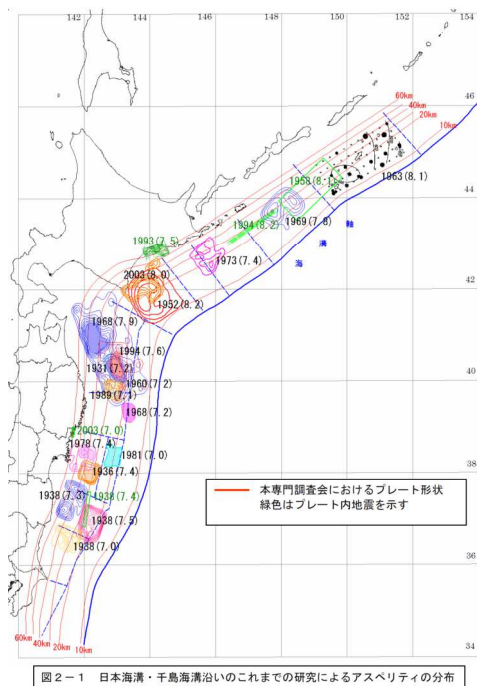 140 142 144 146 148 150 152 154
46
60km
40km
20km
10km
1963(8,1)
1958(8,
44
1994(8,2)
1969(7,8)
軸
溝
海
1993(7,5)
1973(7,4)
2003(8,0)
42
1952(8,2)
1968(7,9)
1994(7,6)
1931(7,2)
40
1960(7,2)
1989(7,1)
1968(7,2)
2003(7,0)
1978(7,4)
1981(7,0)
38
1936(7,4)
1938(7,3)
1938(7,4)
本専門調査会におけるプレート形状
緑色はプレート内地震を示す
1938(7,5)
1938(7,0)
36
60km
40km
20km
10km
34
図2-1 日本海溝・千島海溝沿いのこれまでの研究によるアスペリティの分布